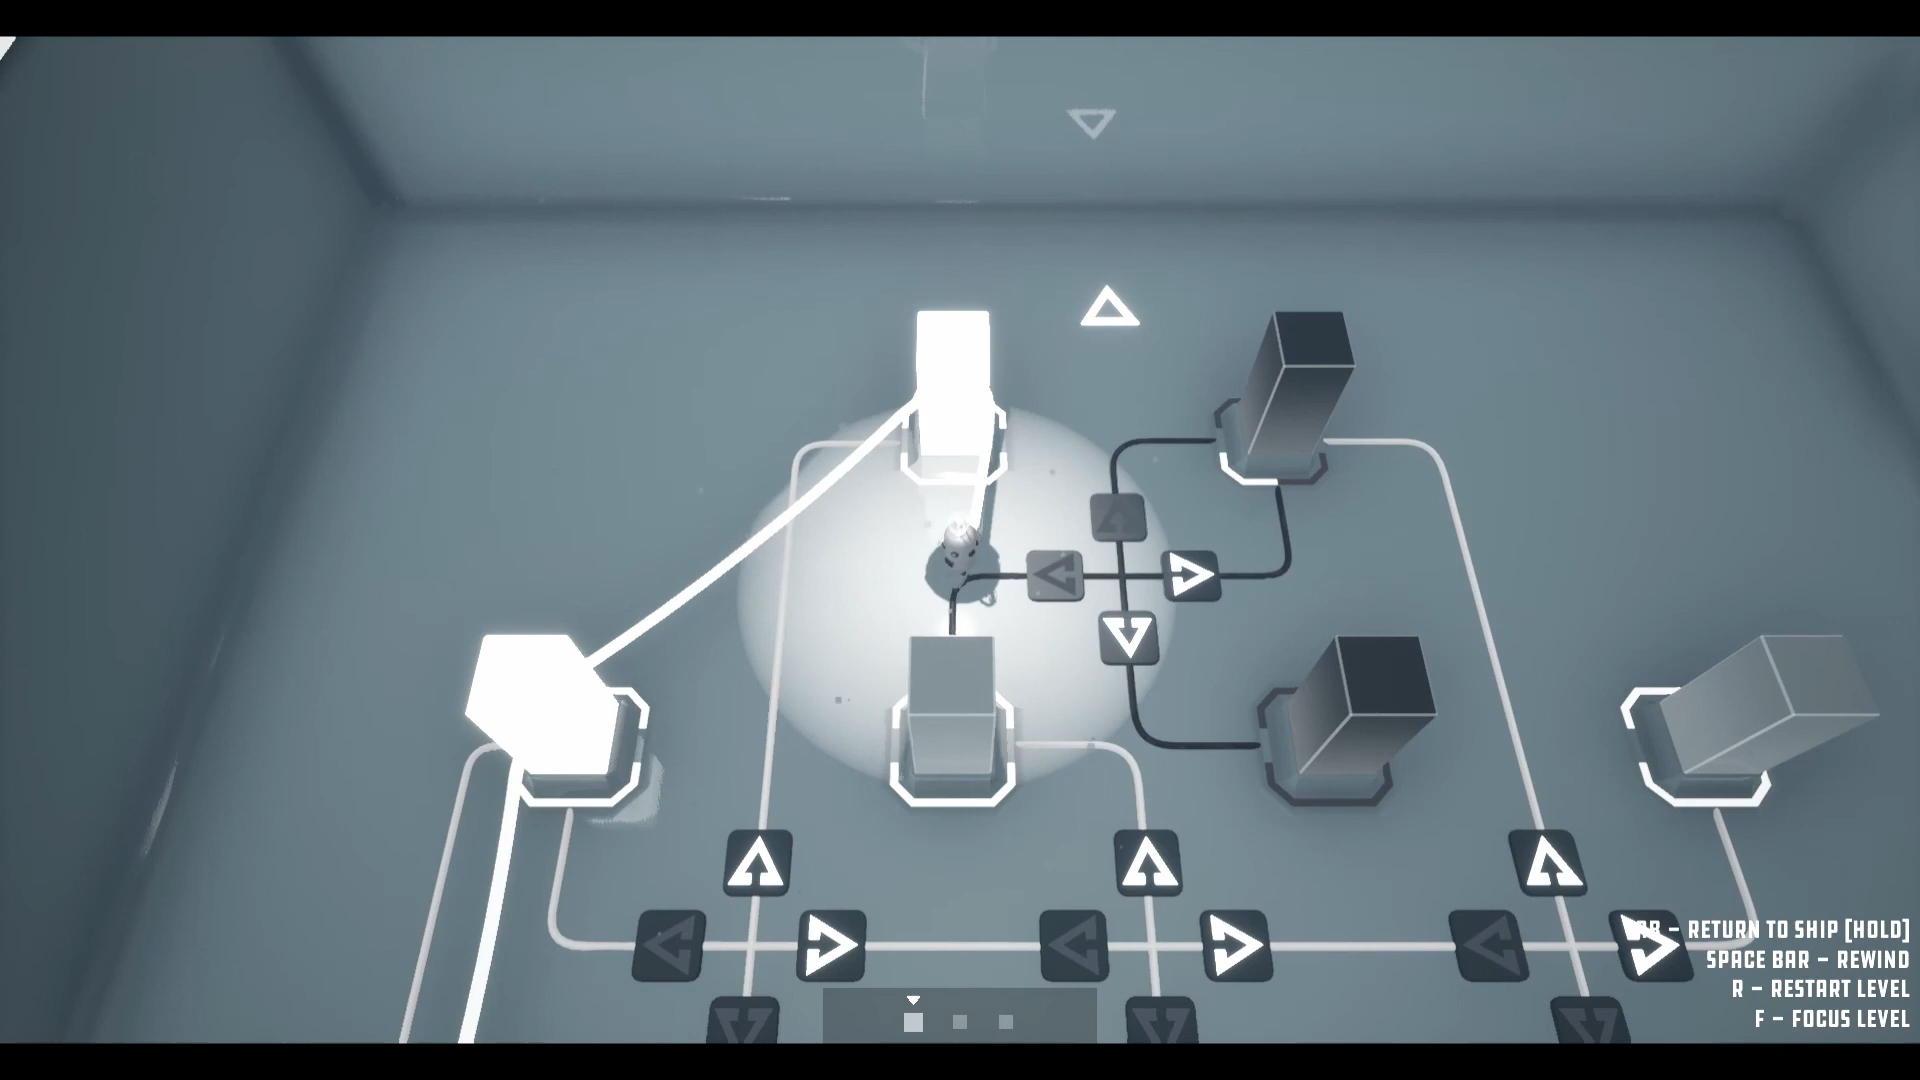 – RETURN TO SHIP [HOLD]
SPACE BAR – REWIND
R – RESTART LEVEL
F – FOCUS LEVEL